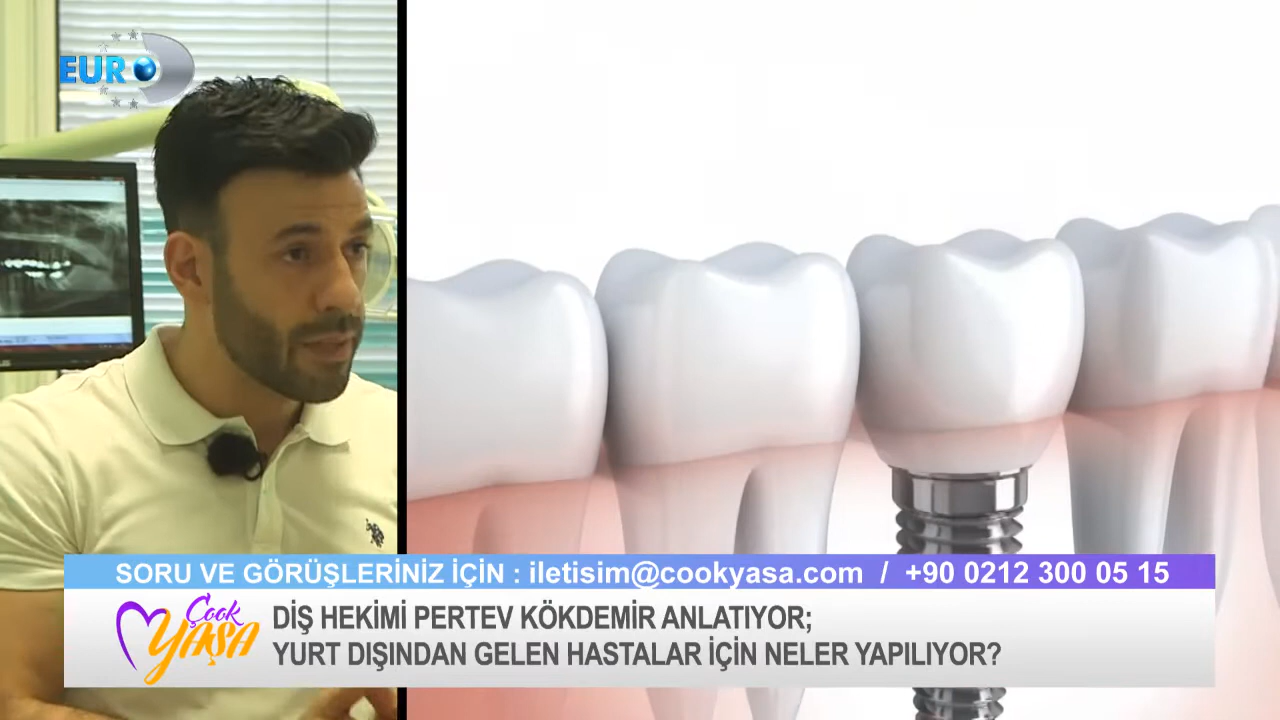 EURO D
SORU VE GÖRÜŞLERİNİZ İÇİN : iletisim@cookyasa.com / +90 0212 300 05 15
Çook
YAŞA
DİŞ HEKİMİ PERTEV KÖKDEMİR ANLATIYOR;
YURT DIŞINDAN GELEN HASTALAR İÇİN NELER YAPILIYOR?